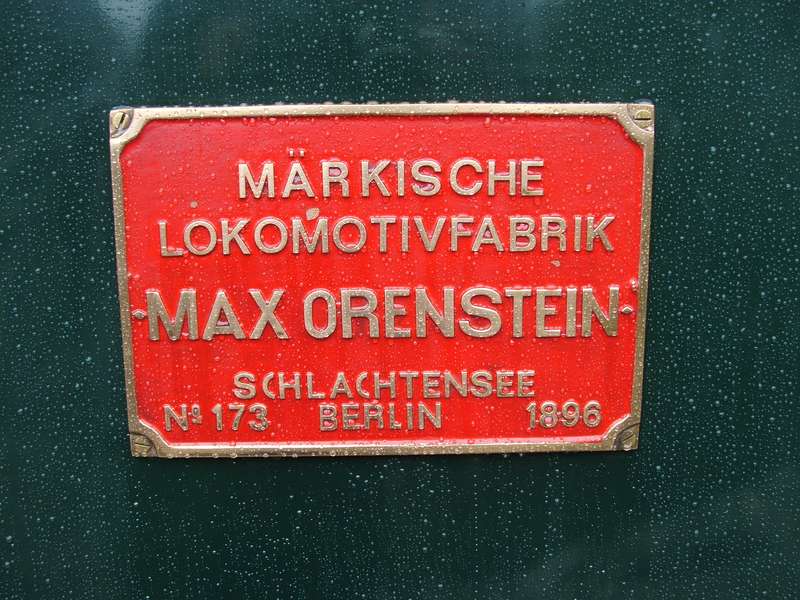 MÄRKISCHE
LOKOMOTIVFABRIK
MAX ORENSTEIN
SCHLACHTENSEE
Nº 173 BERLIN 1896